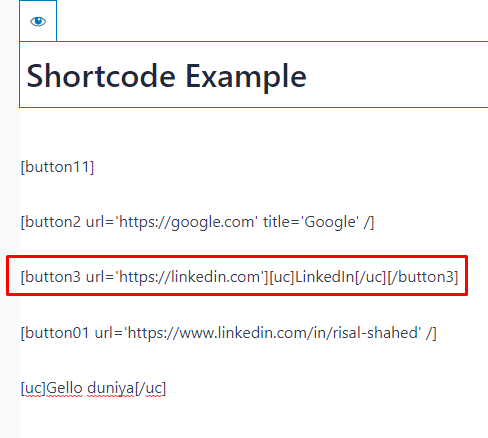 Shortcode Example
[button11]
[button2 url='https://google.com' title='Google' /]
[button3 url='https://linkedin.com'][uc]LinkedIn[/uc][/button3]
[button01 url='https://www.linkedin.com/in/risal-shahed' /]
[uc]Gello duniya[/uc]